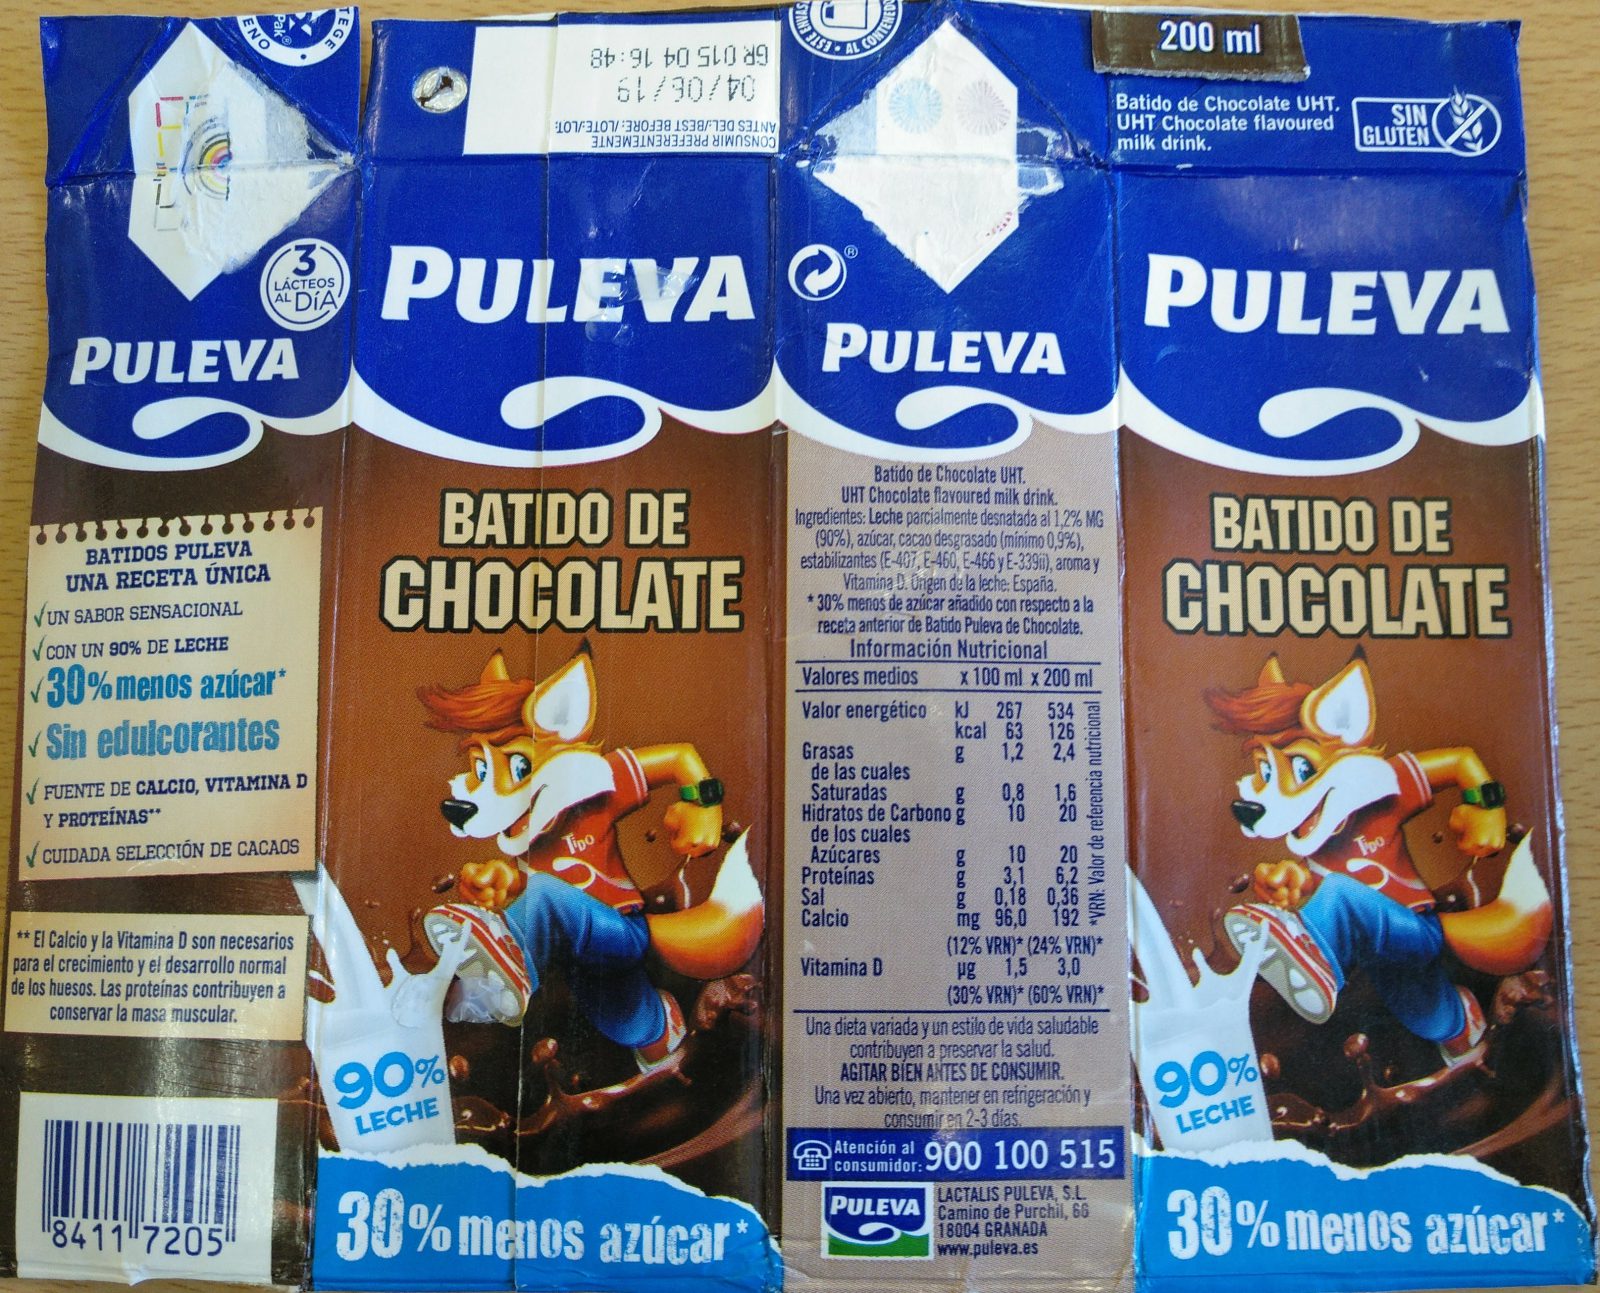 TEGE
ENO
Pak®
3
LÁCTEOS
AL DÍA
PULEVA
BATIDOS PULEVA
UNA RECETA ÚNICA
✓ UN SABOR SENSACIONAL
✓ CON UN 90% DE LECHE
✓ 30% menos azúcar*
✓ Sin edulcorantes
✓ FUENTE DE CALCIO, VITAMINA D
Y PROTEÍNAS**
✓ CUIDADA SELECCIÓN DE CACAOS
** El Calcio y la Vitamina D son necesarios
para el crecimiento y el desarrollo normal
de los huesos. Las proteínas contribuyen a
conservar la masa muscular.
84117205
CONSUMIR PREFERENTEMENTE
ANTES DEL:/BEST BEFORE:/LOTE:/LOT:
04/06/19
GR 015 04 16:48
PULEVA
BATIDO DE
CHOCOLATE
TIDO
90%
LECHE
30% menos azúcar*
ESTE ENVAS
AL CONTENEDO
®
PULEVA
Batido de Chocolate UHT.
UHT Chocolate flavoured milk drink.
Ingredientes: Leche parcialmente desnatada al 1,2% MG
(90%), azúcar, cacao desgrasado (mínimo 0,9%),
estabilizantes (E-407, E-460, E-466 y E-339ii), aroma y
Vitamina D. Origen de la leche: España.
* 30% menos de azúcar añadido con respecto a la
receta anterior de Batido Puleva de Chocolate.
Información Nutricional
Valores medios x 100 ml x 200 ml
Valor energético kJ 267 534
kcal 63 126
Grasas g 1,2 2,4
de las cuales
Saturadas g 0,8 1,6
Hidratos de Carbono g 10 20
de los cuales
Azúcares g 10 20
Proteínas g 3,1 6,2
Sal g 0,18 0,36
Calcio mg 96,0 192
(12% VRN)* (24% VRN)*
Vitamina D µg 1,5 3,0
(30% VRN)* (60% VRN)*
*VRN: Valor de referencia nutricional
Una dieta variada y un estilo de vida saludable
contribuyen a preservar la salud.
AGITAR BIEN ANTES DE CONSUMIR.
Una vez abierto, mantener en refrigeración y
consumir en 2-3 días.
Atención al
consumidor: 900 100 515
PULEVA
LACTALIS PULEVA, S.L.
Camino de Purchil, 66
18004 GRANADA
www.puleva.es
200 ml
Batido de Chocolate UHT.
UHT Chocolate flavoured
milk drink.
SIN
GLUTEN
PULEVA
BATIDO DE
CHOCOLATE
TIDO
90%
LECHE
30% menos azúcar*